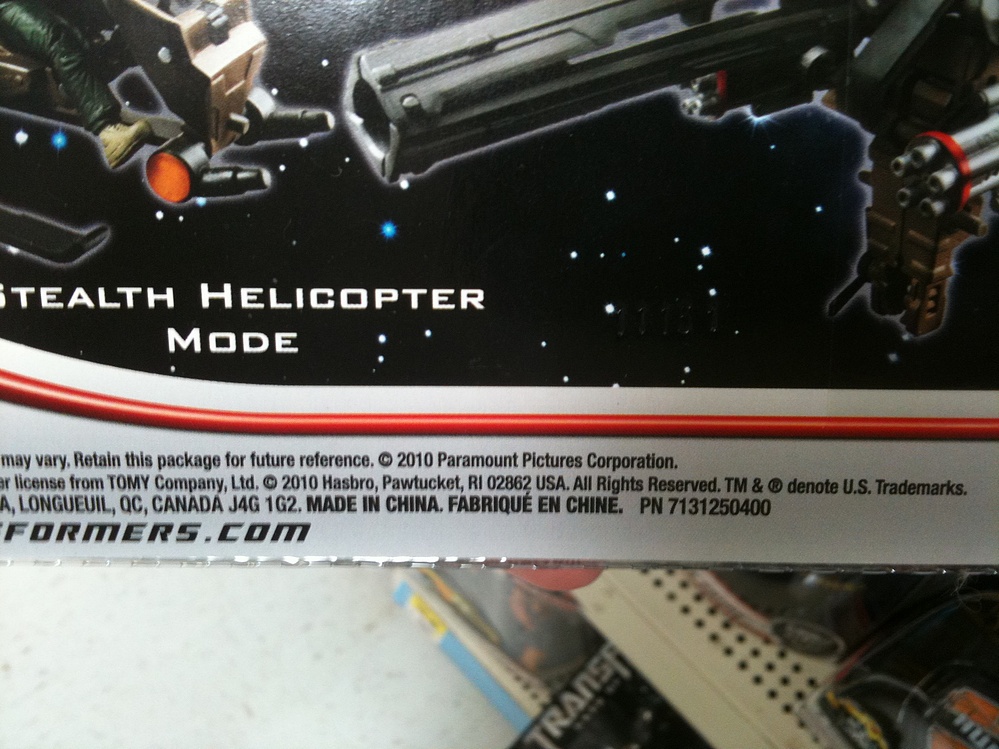 STEALTH HELICOPTER
MODE
may vary. Retain this package for future reference. © 2010 Paramount Pictures Corporation.
er license from TOMY Company, Ltd. © 2010 Hasbro, Pawtucket, RI 02862 USA. All Rights Reserved. TM & ® denote U.S. Trademarks.
A, LONGUEUIL, QC, CANADA J4G 1G2. MADE IN CHINA. FABRIQUÉ EN CHINE. PN 7131250400
FORMERS.COM
TRANSF